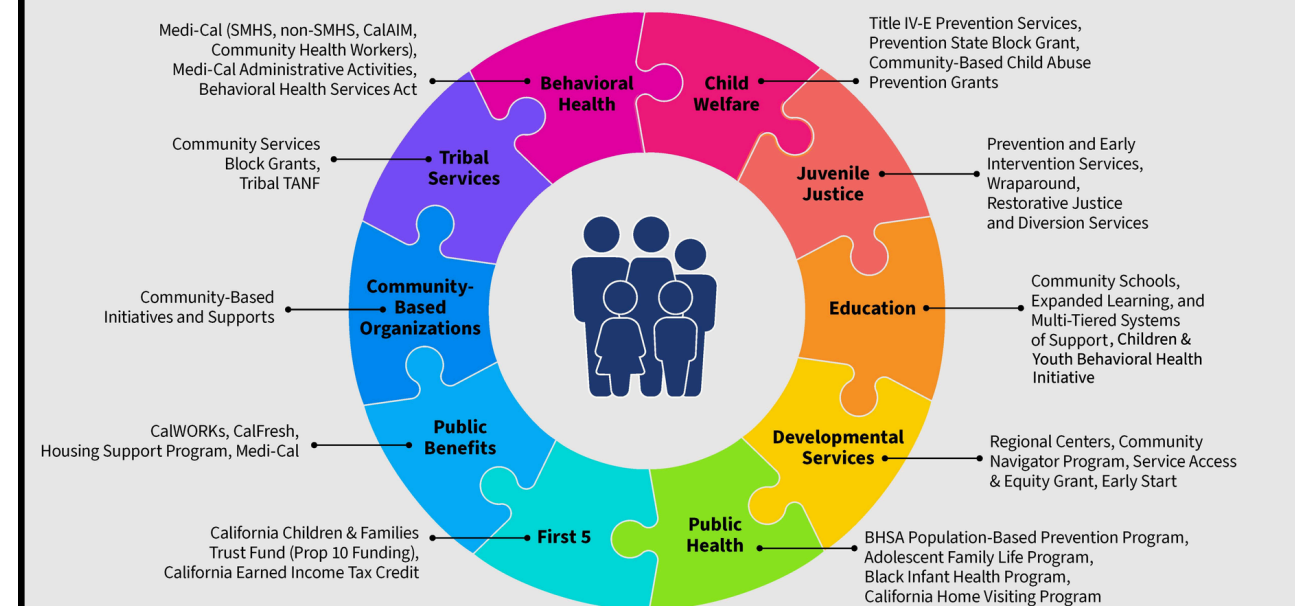 Medi-Cal (SMHS, non-SMHS, CalAIM,
Community Health Workers),
Medi-Cal Administrative Activities,
Behavioral Health Services Act
Behavioral
Health
Child
Welfare
Title IV-E Prevention Services,
Prevention State Block Grant,
Community-Based Child Abuse
Prevention Grants
Community Services
Block Grants,
Tribal TANF
Tribal
Services
Juvenile
Justice
Prevention and Early
Intervention Services,
Wraparound,
Restorative Justice
and Diversion Services
Community-Based
Initiatives and Supports
Community-
Based
Organizations
Education
Community Schools,
Expanded Learning, and
Multi-Tiered Systems
of Support, Children &
Youth Behavioral Health
Initiative
CalWORKs, CalFresh,
Housing Support Program, Medi-Cal
Public
Benefits
Developmental
Services
Regional Centers, Community
Navigator Program, Service Access
& Equity Grant, Early Start
California Children & Families
Trust Fund (Prop 10 Funding),
California Earned Income Tax Credit
First 5
Public
Health
BHSA Population-Based Prevention Program,
Adolescent Family Life Program,
Black Infant Health Program,
California Home Visiting Program